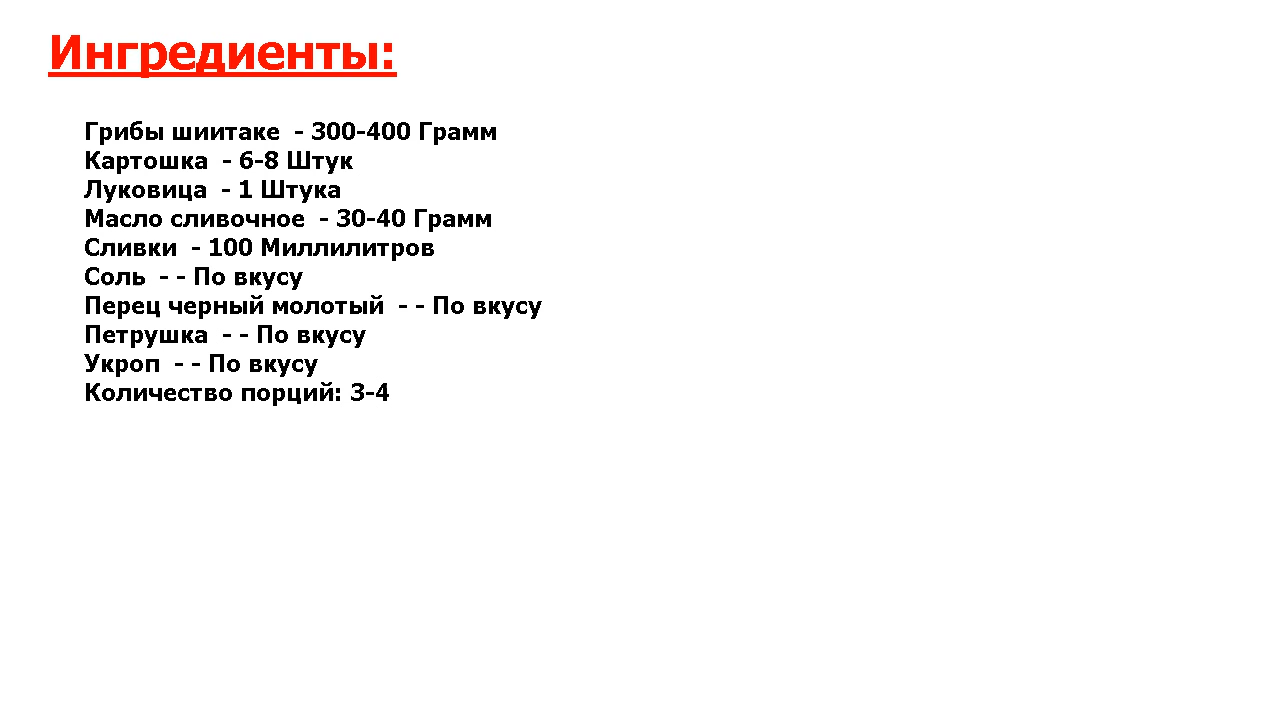 Ингредиенты:
Грибы шиитаке  - 300-400 Грамм
Картошка  - 6-8 Штук
Луковица  - 1 Штука
Масло сливочное  - 30-40 Грамм
Сливки  - 100 Миллилитров
Соль  - - По вкусу
Перец черный молотый  - - По вкусу
Петрушка  - - По вкусу
Укроп  - - По вкусу
Количество порций: 3-4